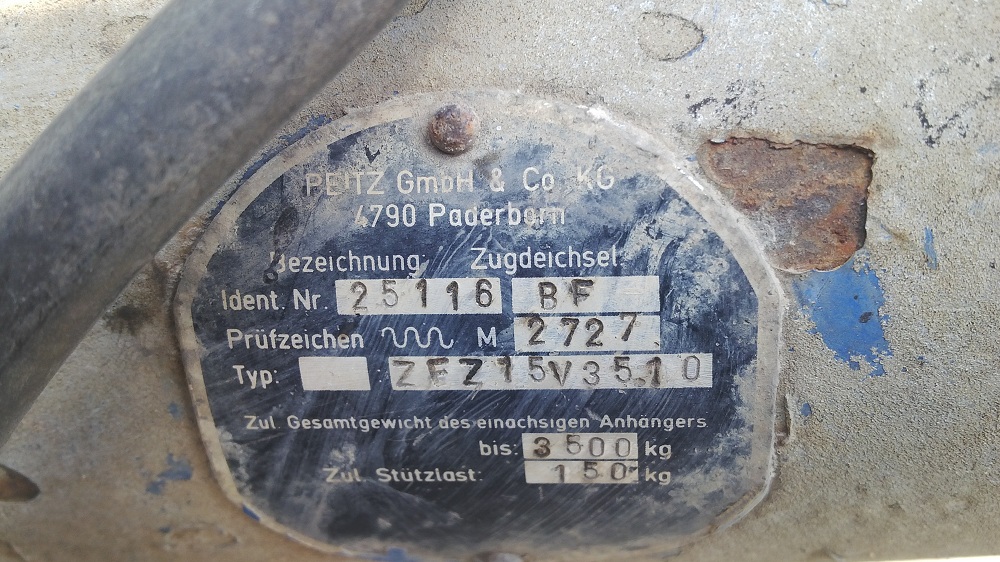 PEITZ GmbH & Co KG
4790 Paderborn
Bezeichnung: Zugdeichsel
Ident. Nr. 25116 BF
Prüfzeichen M 2727
Typ: ZFZ15V3510
Zul. Gesamtgewicht des einachsigen Anhängers
bis: 3500 kg
Zul. Stützlast: 150 kg